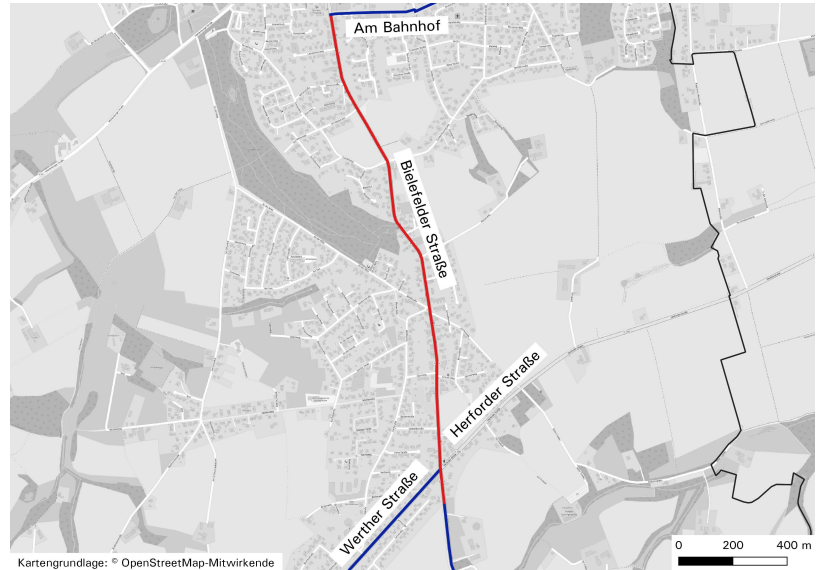 Am Bahnhof
Bielefelder Straße
Herforder Straße
Werther Straße
Kartengrundlage: © OpenStreetMap-Mitwirkende
0 200 400 m